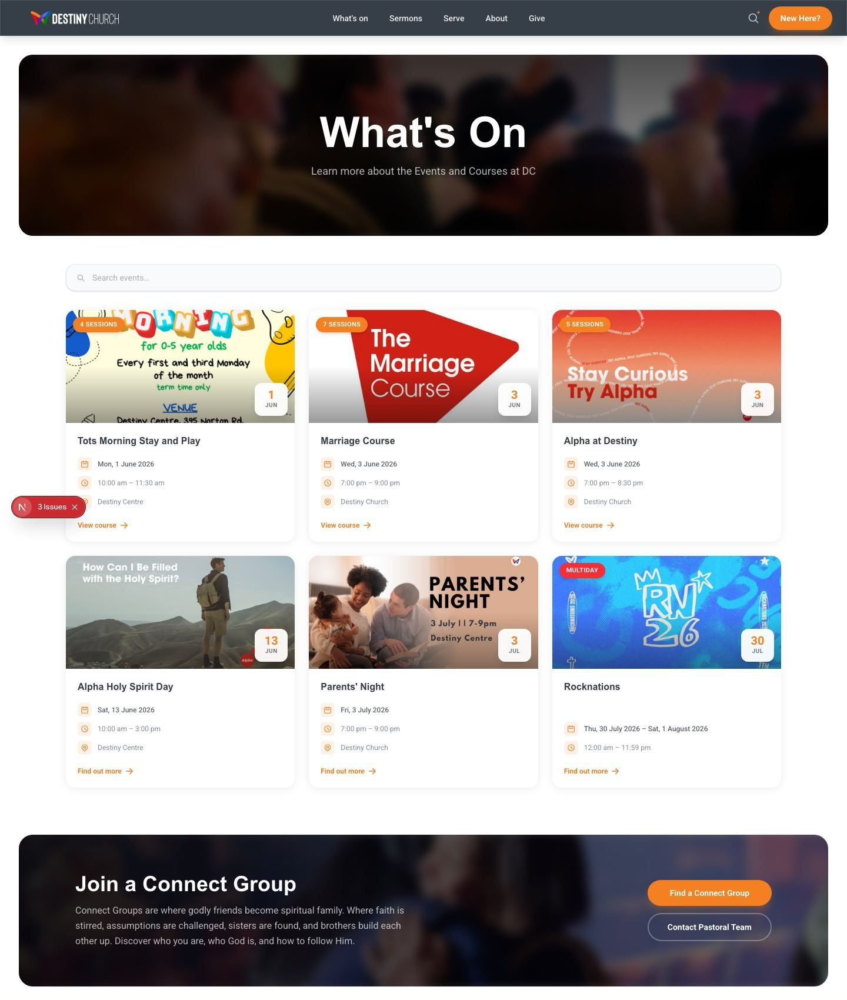 DESTINY CHURCH
What's on
Sermons
Serve
About
Give
New Here?
What's On
Learn more about the Events and Courses at DC
Search events...
4 SESSIONS
MORNING
for 0-5 year olds
Every first and third Monday
of the month
term time only
VENUE
Destiny Centre, 395 Norton Rd,
1
JUN
Tots Morning Stay and Play
Mon, 1 June 2026
10:00 am – 11:30 am
Destiny Centre
View course
7 SESSIONS
The
Marriage
Course
3
JUN
Marriage Course
Wed, 3 June 2026
7:00 pm – 9:00 pm
Destiny Church
View course
5 SESSIONS
Stay Curious
Try Alpha
3
JUN
Alpha at Destiny
Wed, 3 June 2026
7:00 pm – 8:30 pm
Destiny Church
View course
3 Issues
How Can I Be Filled
with the Holy Spirit?
Alpha
13
JUN
Alpha Holy Spirit Day
Sat, 13 June 2026
10:00 am – 3:00 pm
Destiny Centre
Find out more
PARENTS'
NIGHT
3 July | | 7-9pm
Destiny Centre
3
JUL
Parents' Night
Fri, 3 July 2026
7:00 pm – 9:00 pm
Destiny Church
Find out more
MULTIDAY
RN
26
ROCKNATIONS 2026
30
JUL
Rocknations
Thu, 30 July 2026 – Sat, 1 August 2026
12:00 am – 11:59 pm
Find out more
Join a Connect Group
Connect Groups are where godly friends become spiritual family. Where faith is
stirred, assumptions are challenged, sisters are found, and brothers build each
other up. Discover who you are, who God is, and how to follow Him.
Find a Connect Group
Contact Pastoral Team